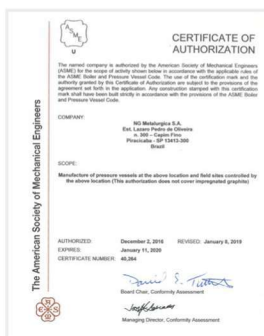 ASME
U
CERTIFICATE OF
AUTHORIZATION
The named company is authorized by the American Society of Mechanical Engineers
(ASME) for the scope of activity shown below in accordance with the applicable rules of
the ASME Boiler and Pressure Vessel Code. The use of the certification mark and the
authority granted by this Certificate of Authorization are subject to the provisions of the
agreement set forth in the application. Any construction stamped with this certification
mark shall have been built strictly in accordance with the provisions of the ASME Boiler
and Pressure Vessel Code.
COMPANY:
NG Metalurgica S.A.
Est. Lazaro Pedro de Oliveira
n. 500 – Capim Fino
Piracicaba - SP 13413-300
Brazil
SCOPE:
Manufacture of pressure vessels at the above location and field sites controlled by
the above location (This authorization does not cover impregnated graphite)
AUTHORIZED: December 2, 2016 REVISED: January 8, 2019
EXPIRES: January 11, 2020
CERTIFICATE NUMBER: 40,264
Board Chair, Conformity Assessment
Managing Director, Conformity Assessment
The American Society of Mechanical Engineers